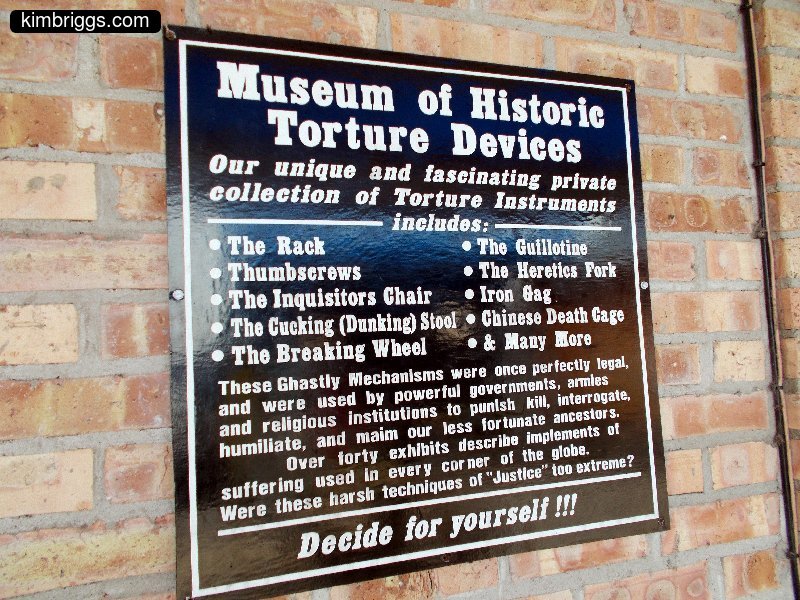 kimbriggs.com
Museum of Historic
Torture Devices
Our unique and fascinating private
collection of Torture Instruments
includes:
• The Rack
• Thumbscrews
• The Inquisitors Chair
• The Cucking (Dunking) Stool
• The Breaking Wheel
• The Guillotine
• The Heretics Fork
• Iron Gag
• Chinese Death Cage
• & Many More
These Ghastly Mechanisms were once perfectly legal,
and were used by powerful governments, armies
and religious institutions to punish kill, interrogate,
humiliate, and maim our less fortunate ancestors.
Over forty exhibits describe implements of
suffering used in every corner of the globe.
Were these harsh techniques of "Justice" too extreme?
Decide for yourself !!!